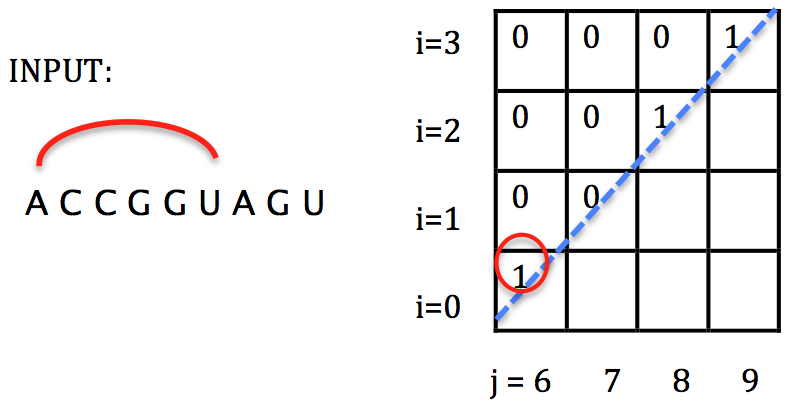 INPUT:
A C C G G U A G U
i=3 0 0 0 1
i=2 0 0 1
i=1 0 0
i=0 1
j = 6 7 8 9